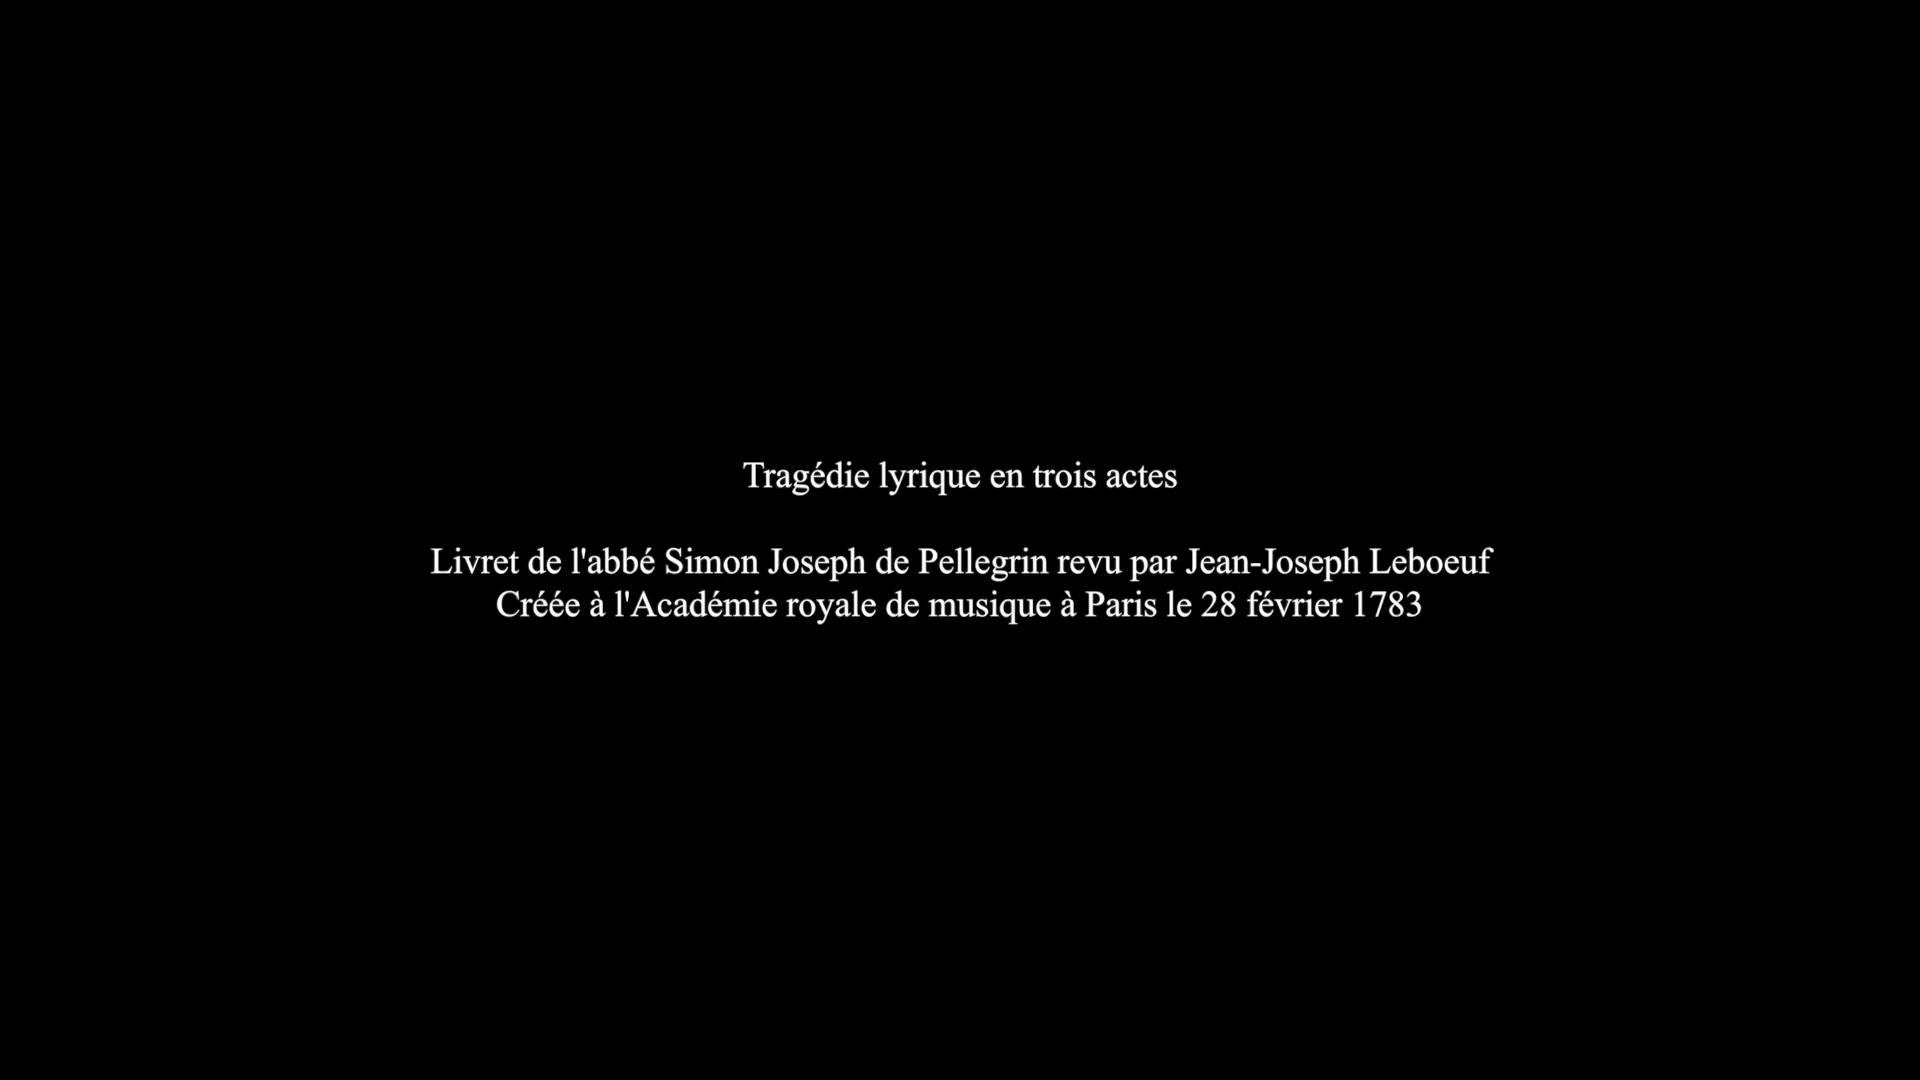 Tragédie lyrique en trois actes
Livret de l'abbé Simon Joseph de Pellegrin revu par Jean-Joseph Leboeuf
Créée à l'Académie royale de musique à Paris le 28 février 1783